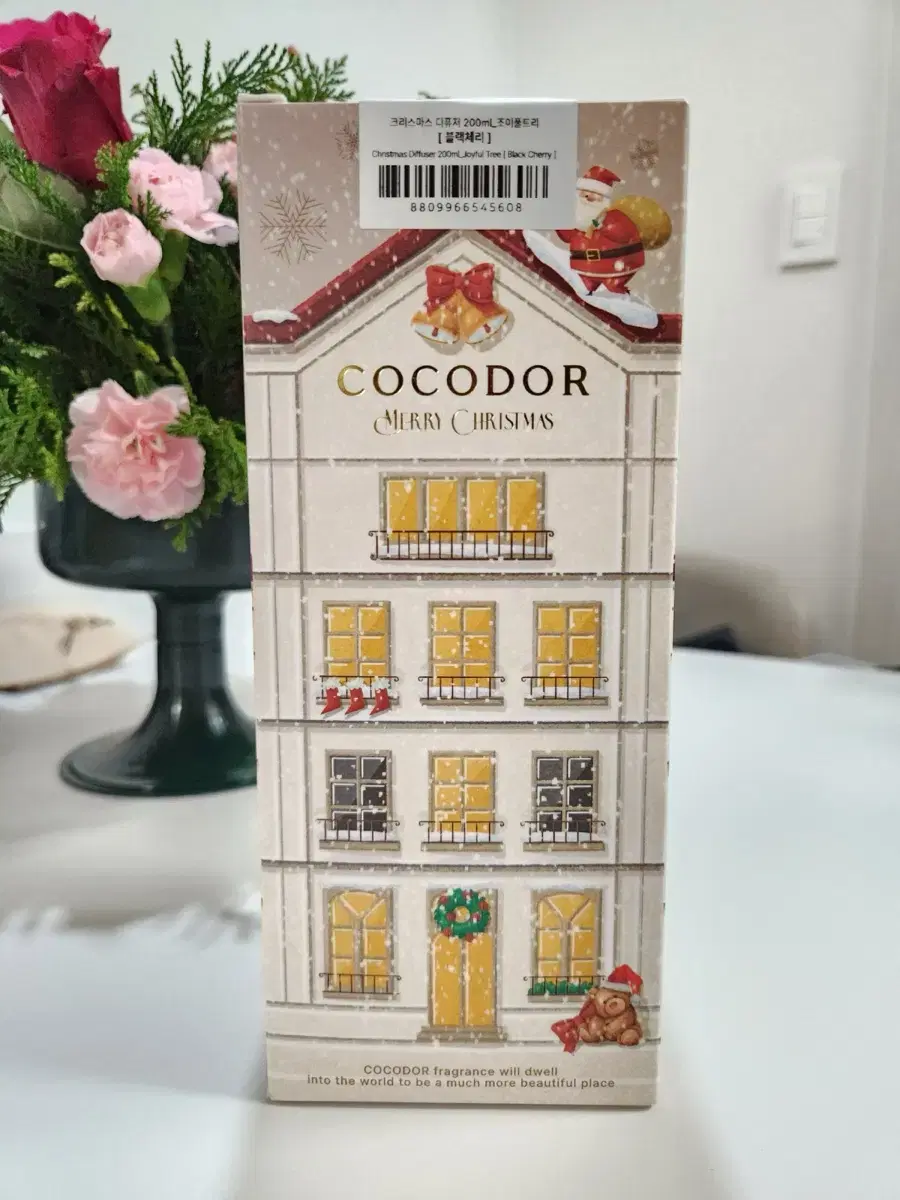 크리스마스 디퓨저 200ml_조이풀트리
[ 블랙체리 ]
Christmas Diffuser 200ml_Joyful Tree [ Black Cherry ]
8809966545608
COCODOR
MERRY CHRISTMAS
COCODOR fragrance will dwell
into the world to be a much more beautiful place